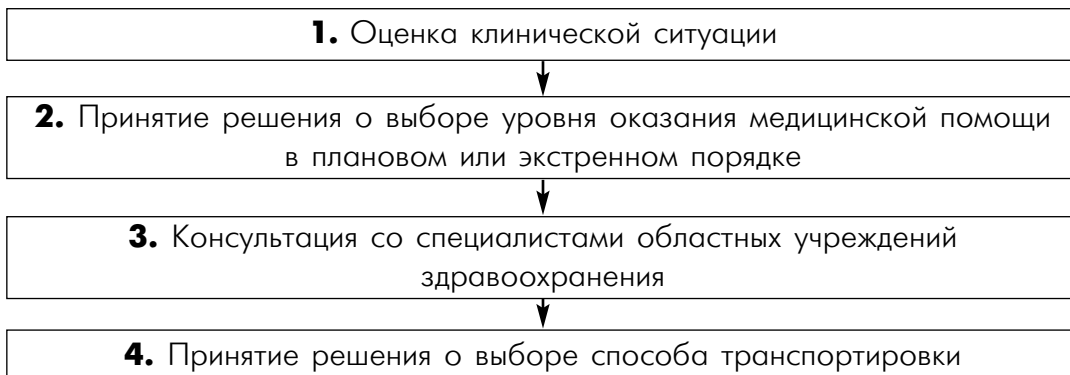 1. Оценка клинической ситуации
2. Принятие решения о выборе уровня оказания медицинской помощи
в плановом или экстренном порядке
3. Консультация со специалистами областных учреждений
здравоохранения
4. Принятие решения о выборе способа транспортировки